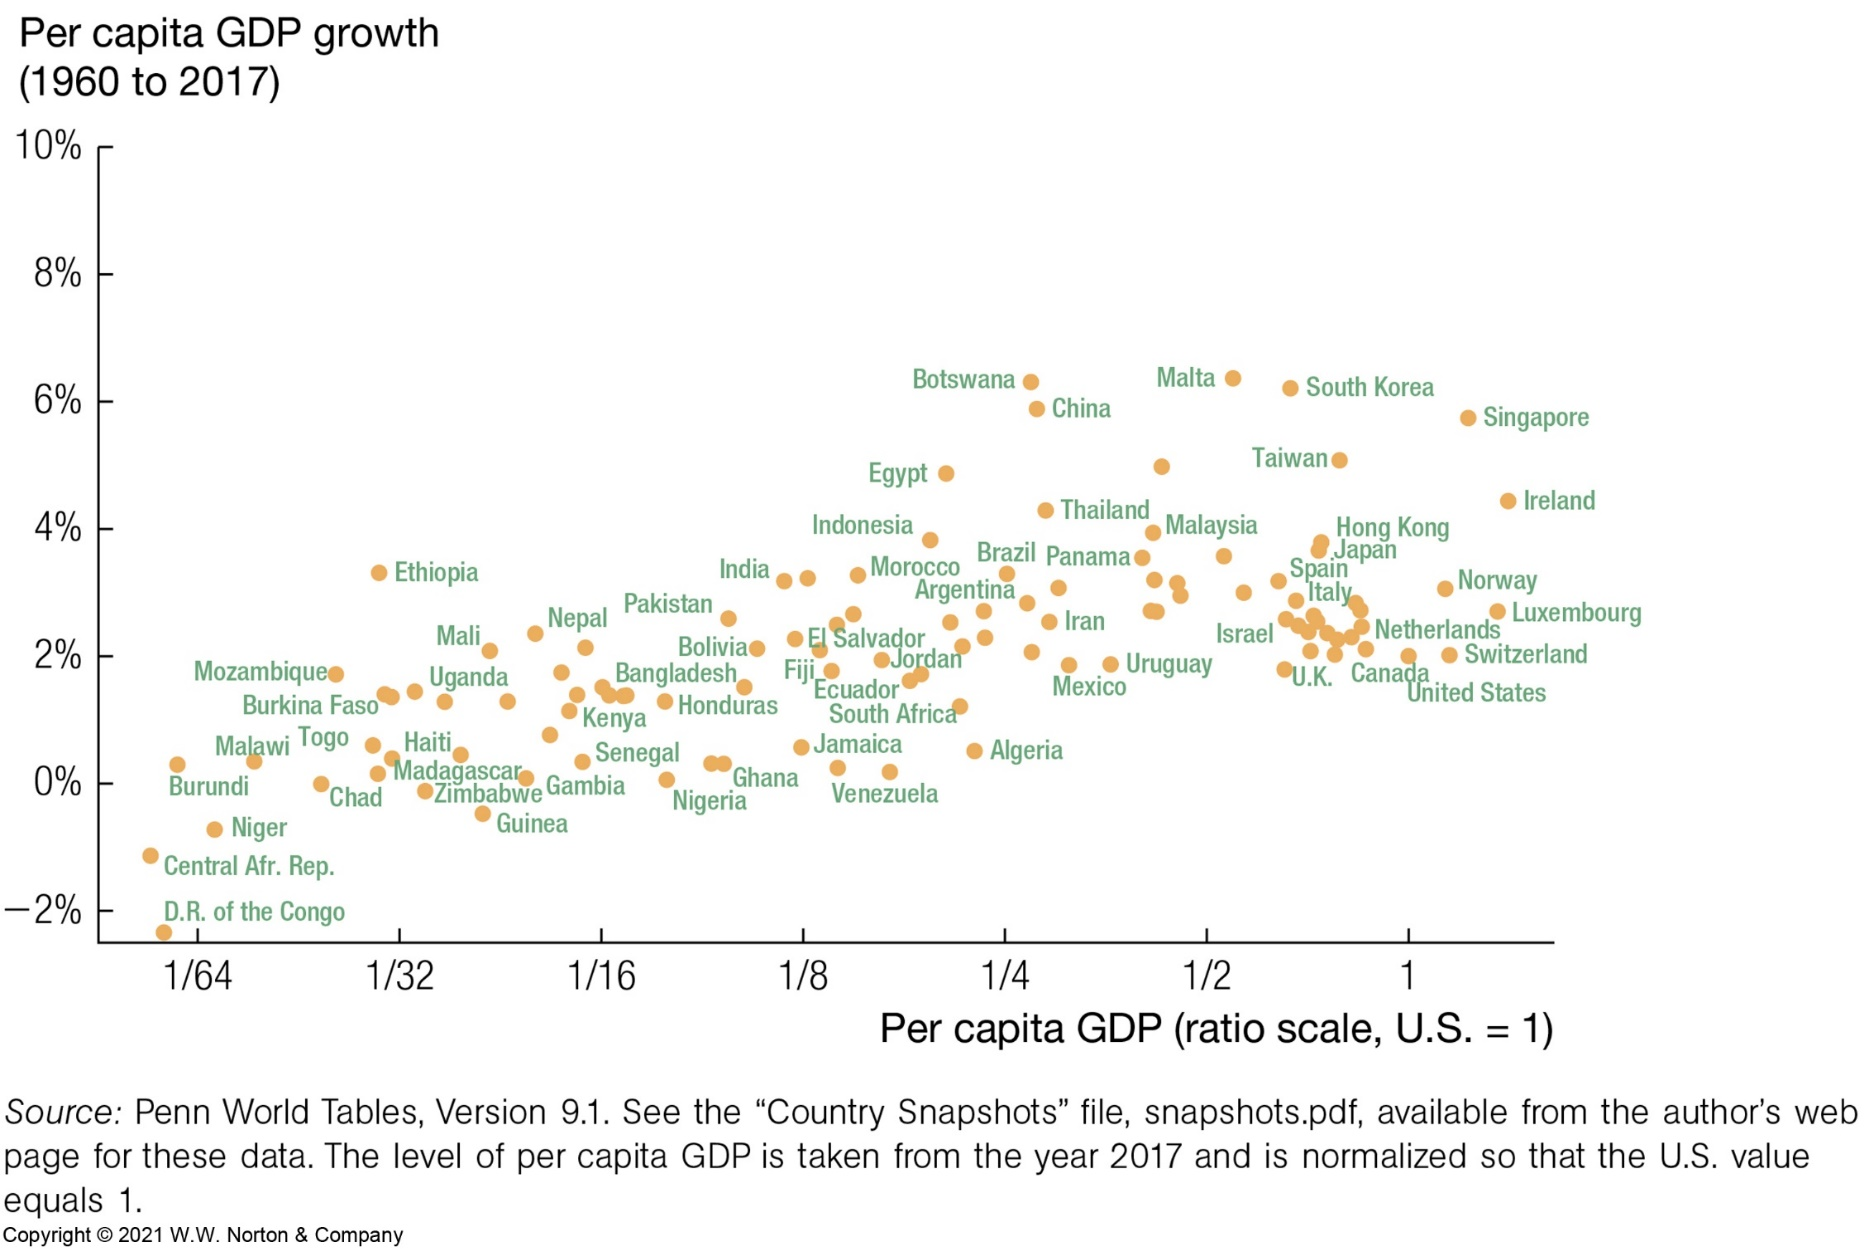 Per capita GDP growth
(1960 to 2017)
10%
8%
6%
4%
2%
0%
−2%
Botswana
China
Malta
South Korea
Singapore
Egypt
Taiwan
Ireland
Thailand
Indonesia
Malaysia
Hong Kong
Japan
Brazil
Panama
Ethiopia
India
Morocco
Spain
Norway
Argentina
Italy
Pakistan
Luxembourg
Nepal
Iran
Mali
El Salvador
Israel
Netherlands
Bolivia
Switzerland
Jordan
Uruguay
Mozambique
Uganda
Bangladesh
Fiji
U.K.
Canada
Ecuador
Mexico
United States
Burkina Faso
Honduras
South Africa
Kenya
Togo
Haiti
Malawi
Senegal
Jamaica
Algeria
Madagascar
Ghana
Burundi
Gambia
Chad
Zimbabwe
Nigeria
Venezuela
Niger
Guinea
Central Afr. Rep.
D.R. of the Congo
1/64
1/32
1/16
1/8
1/4
1/2
1
Per capita GDP (ratio scale, U.S. = 1)
Source: Penn World Tables, Version 9.1. See the “Country Snapshots” file, snapshots.pdf, available from the author’s web
page for these data. The level of per capita GDP is taken from the year 2017 and is normalized so that the U.S. value
equals 1.
Copyright © 2021 W.W. Norton & Company